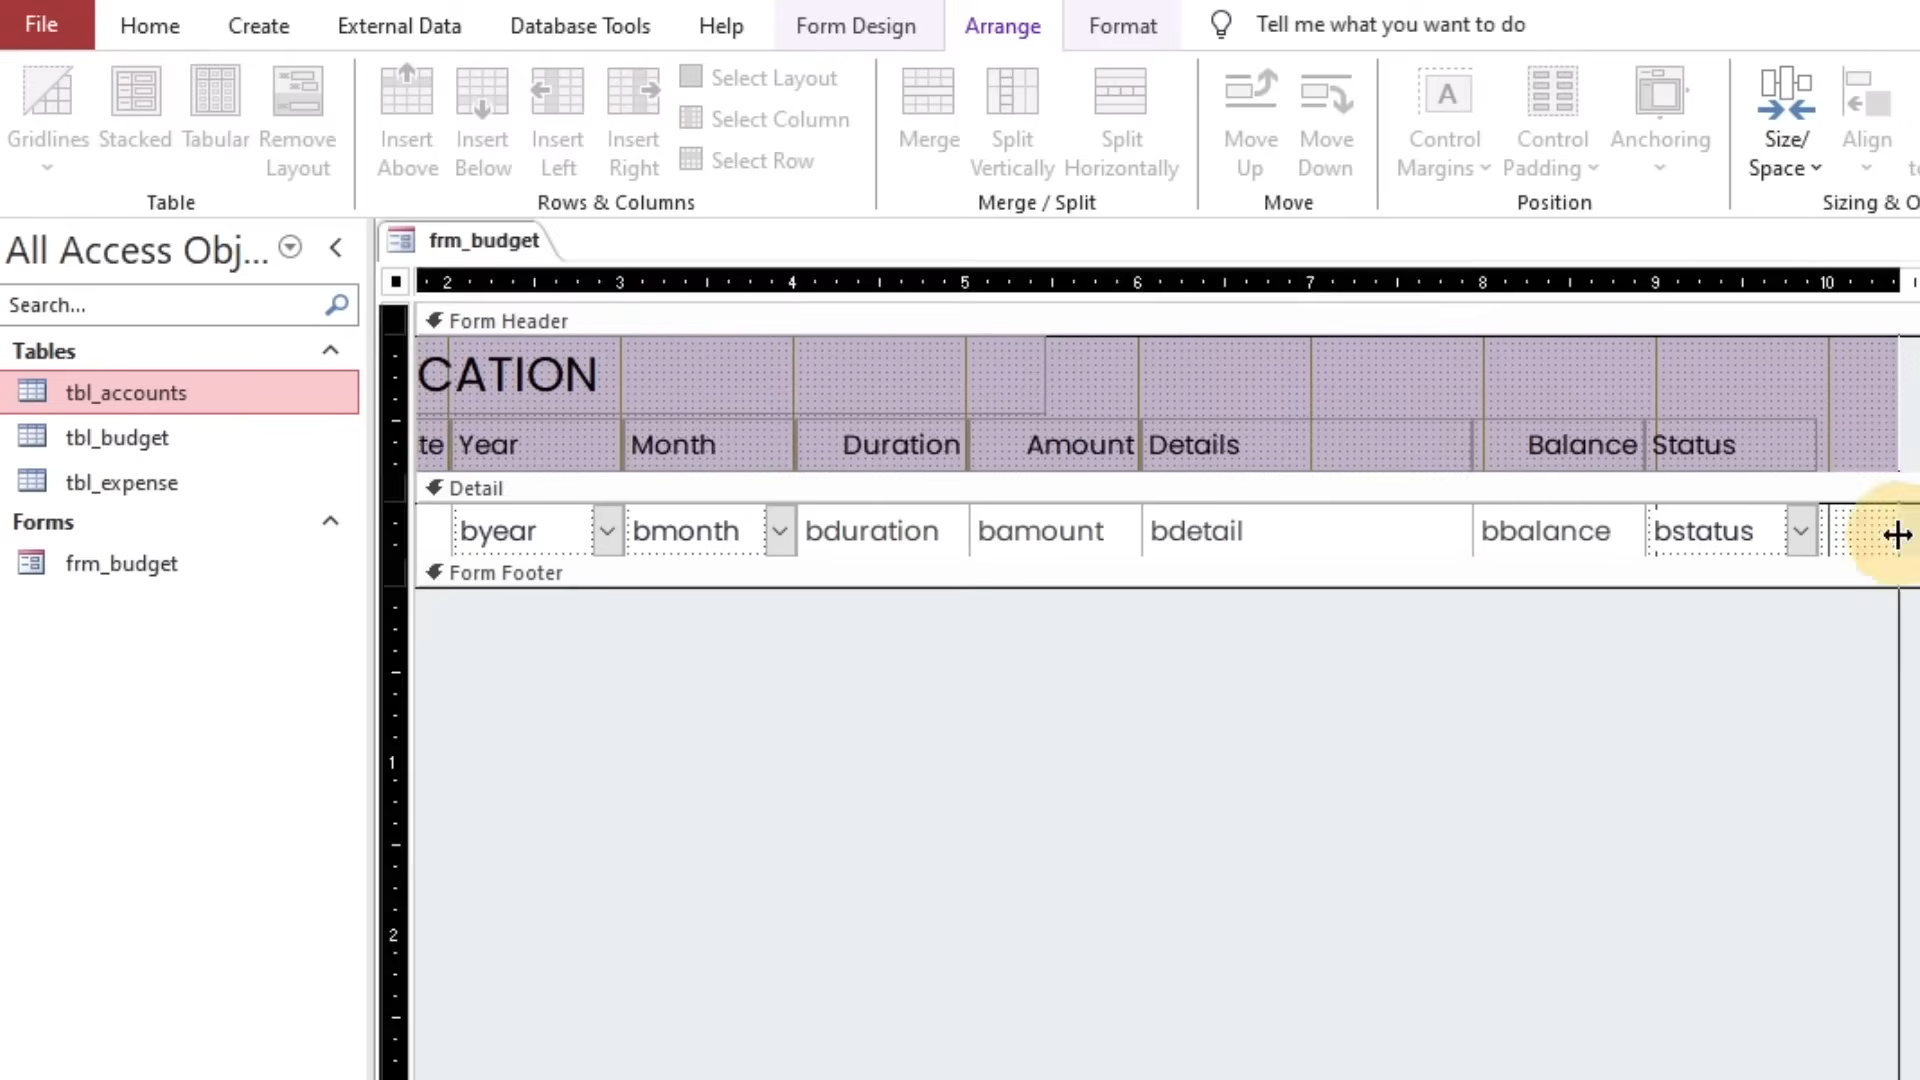 File Home Create External Data Database Tools Help Form Design Arrange Format Tell me what you want to do
Gridlines Stacked Tabular Remove Layout
Insert Above Insert Below Insert Left Insert Right
Select Layout
Select Column
Select Row
Merge Split Vertically Split Horizontally
Move Up Move Down
Control Margins Control Padding Anchoring
Size/ Space Align
Table Rows & Columns Merge / Split Move Position Sizing & O
All Access Obj...
Search...
Tables
tbl_accounts
tbl_budget
tbl_expense
Forms
frm_budget
frm_budget
2 3 4 5 6 7 8 9 10
Form Header
CATION
te Year Month Duration Amount Details Balance Status
Detail
byear bmonth bduration bamount bdetail bbalance bstatus
Form Footer
1
2